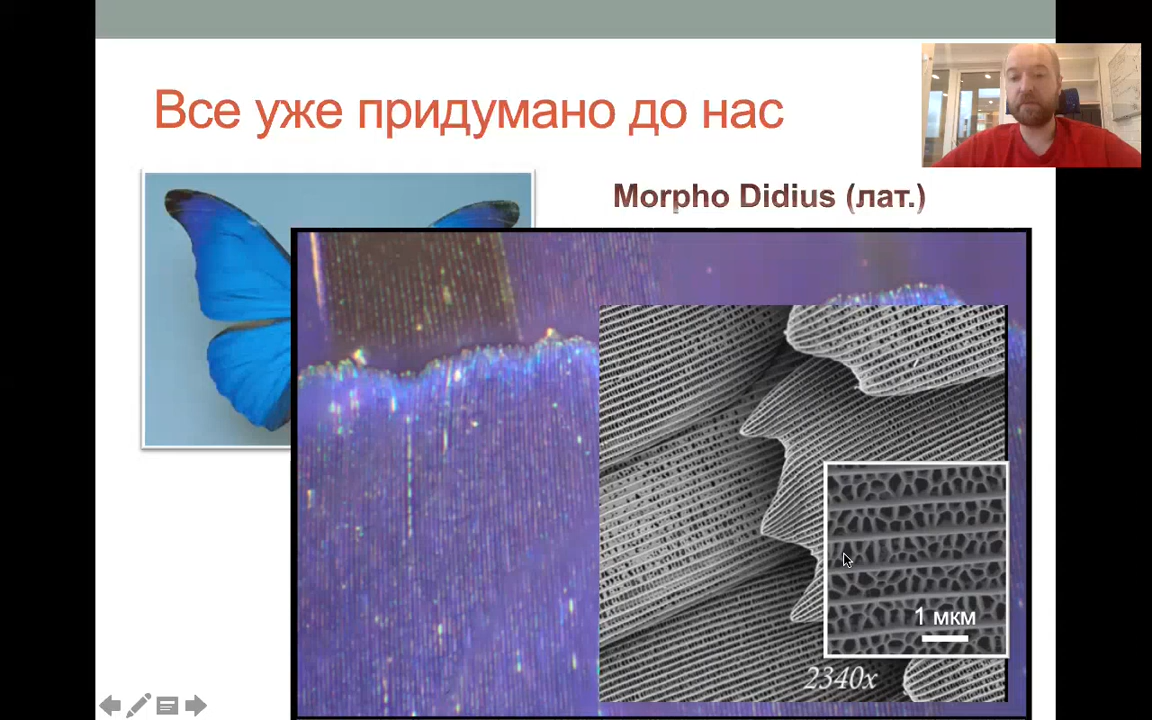 Все уже придумано до нас
Morpho Didius (лат.)
1 мкм
2340x